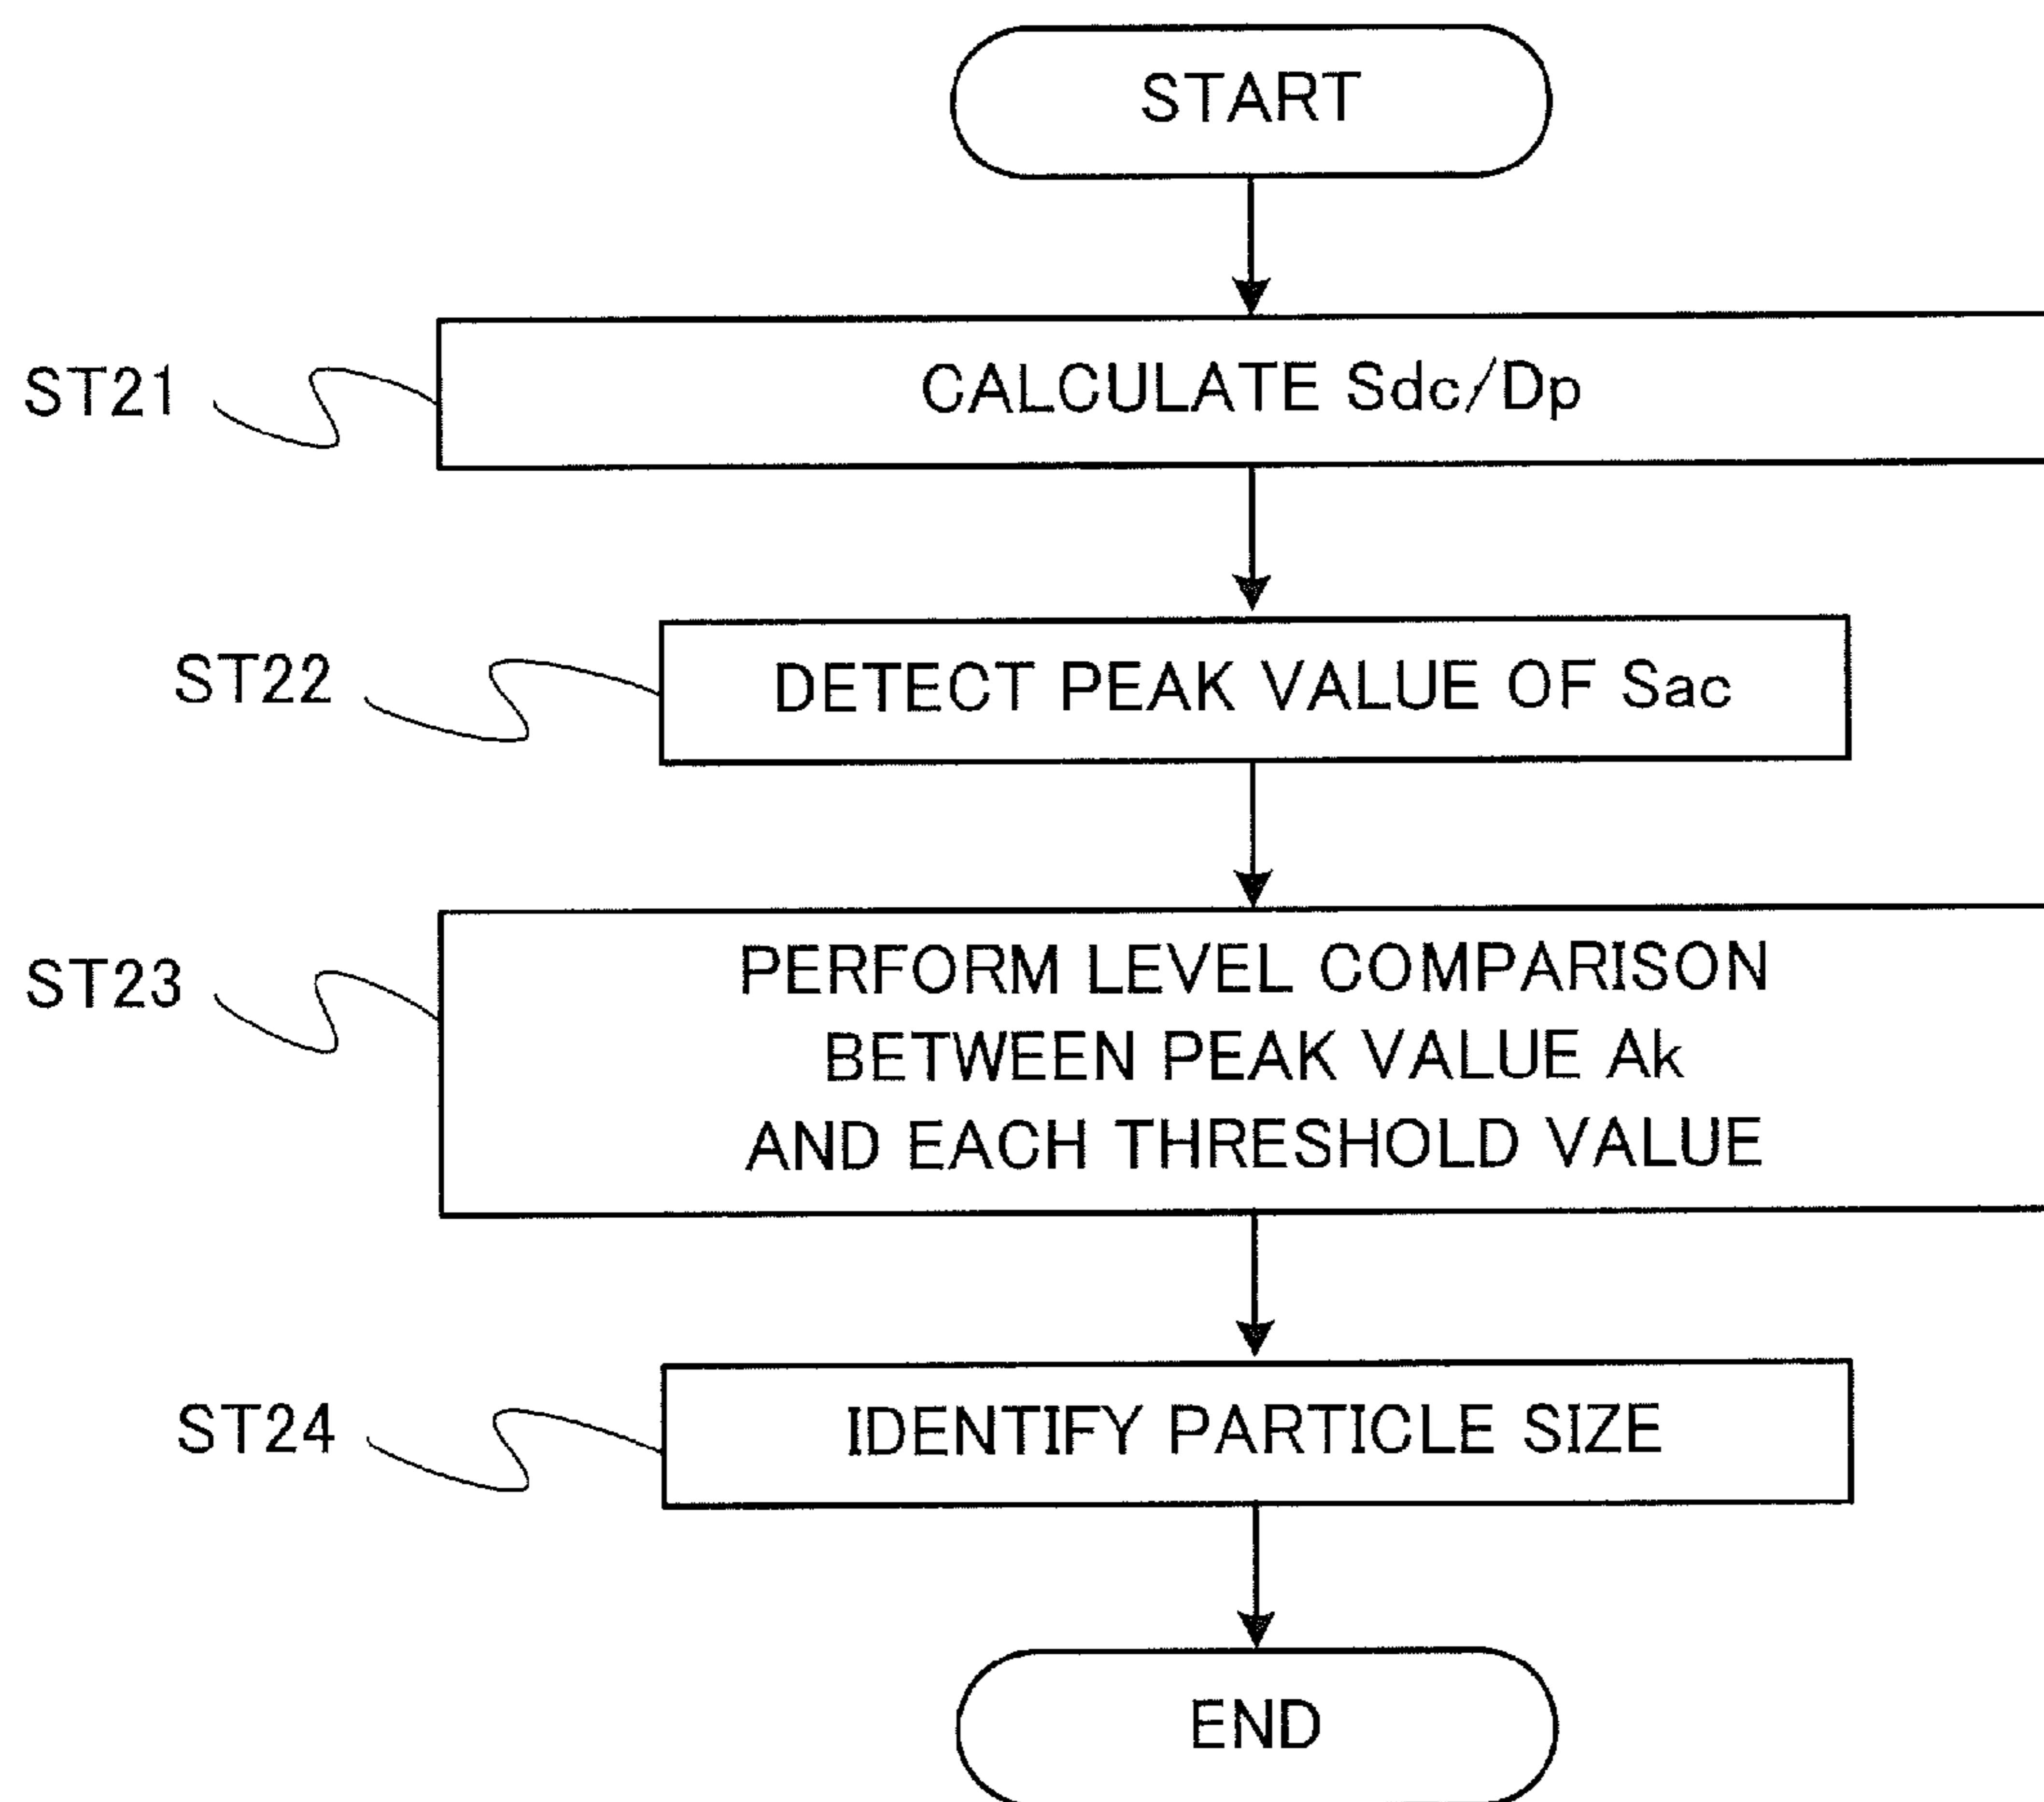 START
ST21
CALCULATE Sdc/Dp
ST22
DETECT PEAK VALUE OF Sac
ST23
PERFORM LEVEL COMPARISON
BETWEEN PEAK VALUE Ak
AND EACH THRESHOLD VALUE
ST24
IDENTIFY PARTICLE SIZE
END